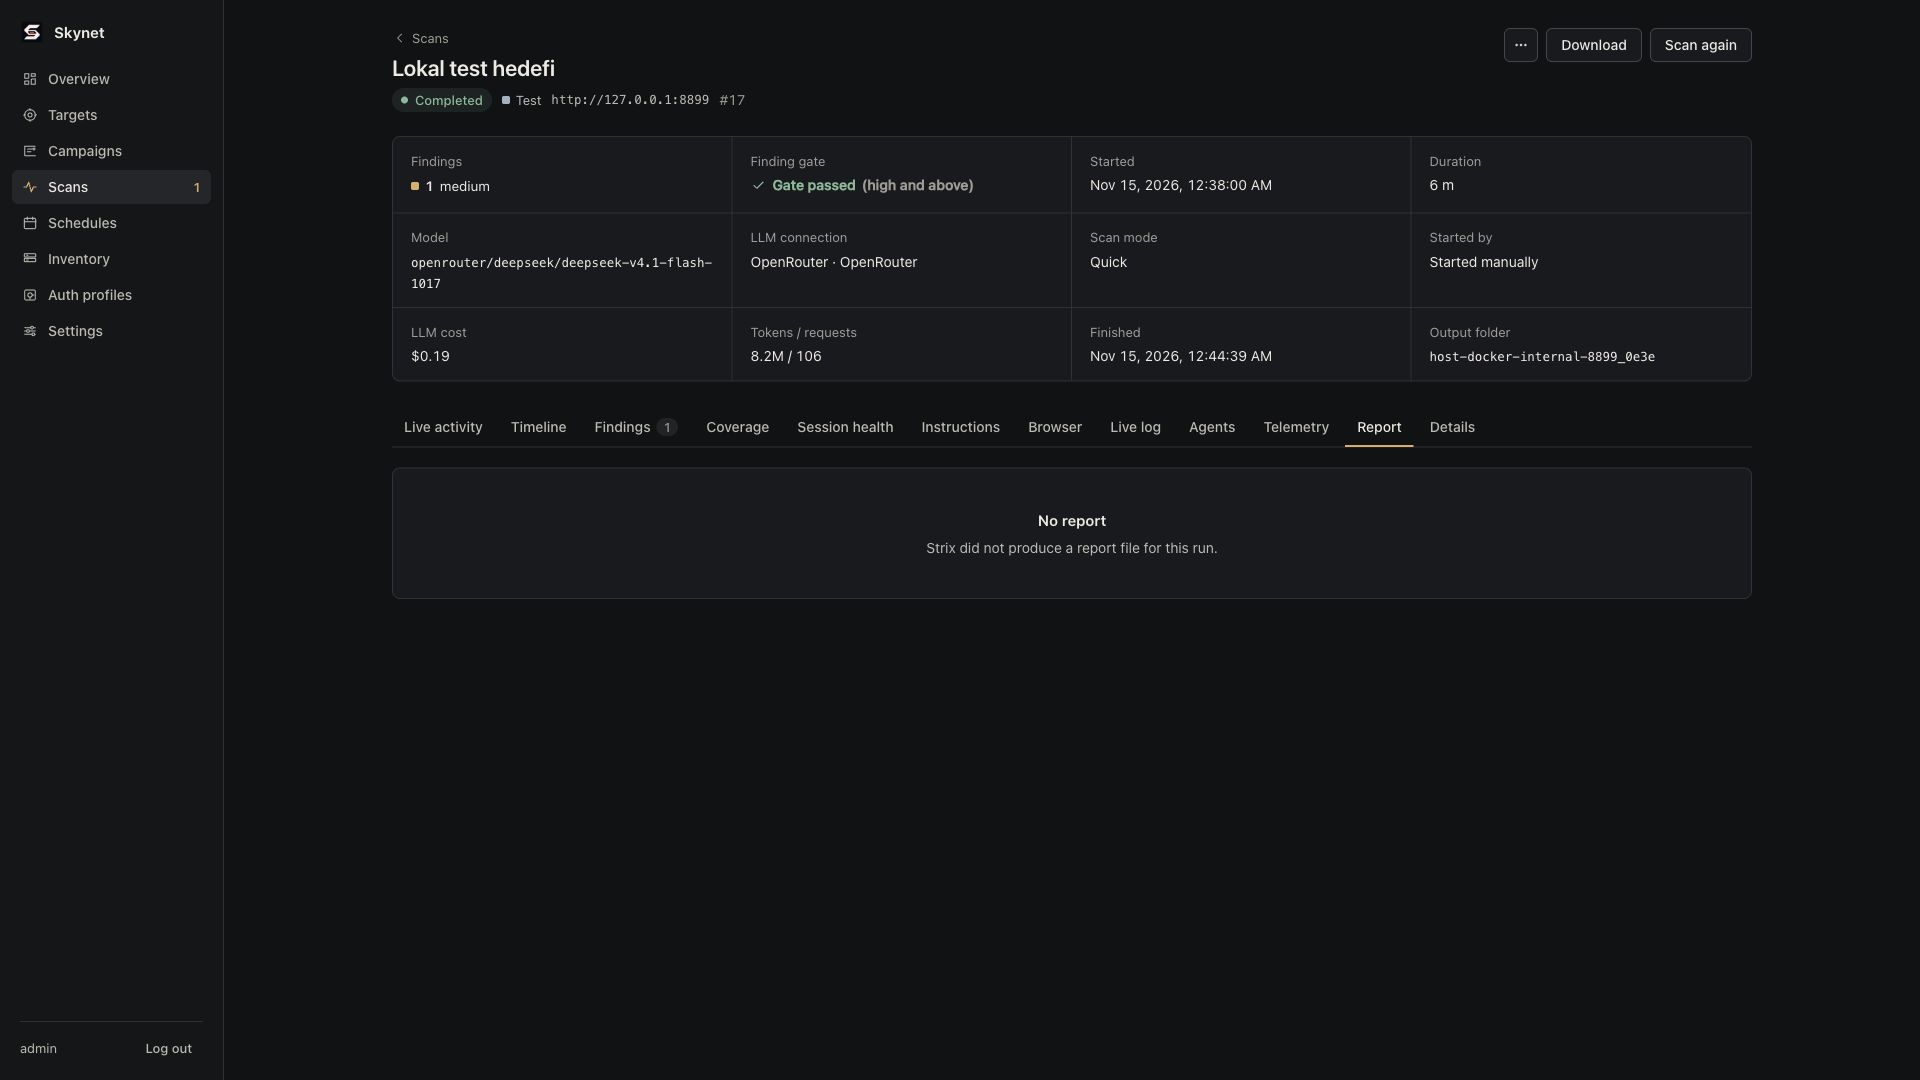 Skynet
Overview
Targets
Campaigns
Scans 1
Schedules
Inventory
Auth profiles
Settings
admin
Log out
Scans
Lokal test hedefi
Completed Test http://127.0.0.1:8899 #17
... Download Scan again
Findings
1 medium
Finding gate
Gate passed (high and above)
Started
Nov 15, 2026, 12:38:00 AM
Duration
6 m
Model
openrouter/deepseek/deepseek-v4.1-flash-
1017
LLM connection
OpenRouter · OpenRouter
Scan mode
Quick
Started by
Started manually
LLM cost
$0.19
Tokens / requests
8.2M / 106
Finished
Nov 15, 2026, 12:44:39 AM
Output folder
host-docker-internal-8899_0e3e
Live activity Timeline Findings 1 Coverage Session health Instructions Browser Live log Agents Telemetry Report Details
No report
Strix did not produce a report file for this run.